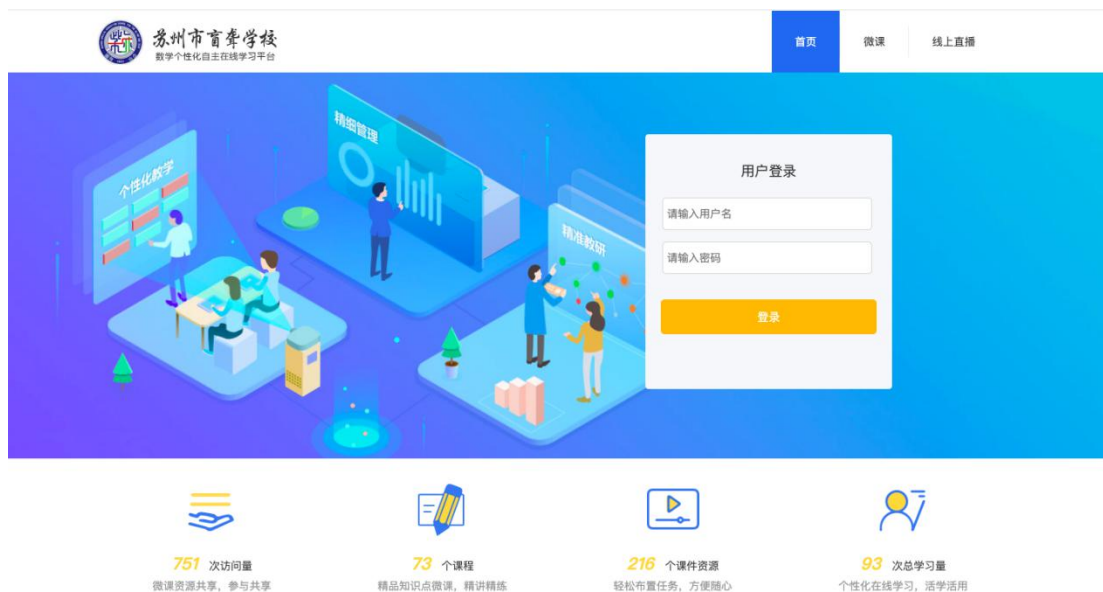 苏州市盲聋学校
数学个性化自主在线学习平台
首页 微课 线上直播
精细管理
个性化教学
精准教研
用户登录
请输入用户名
请输入密码
登录
751 次访问量
微课资源共享，参与共享
73 个课程
精品知识点微课，精讲精练
216 个课件资源
轻松布置任务，方便随心
93 次总学习量
个性化在线学习，活学活用